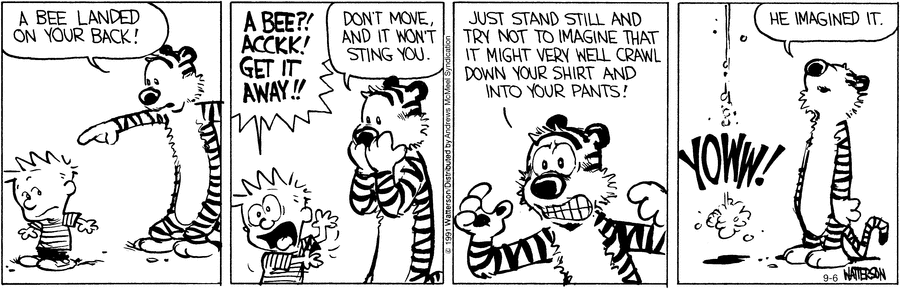 A BEE LANDED
ON YOUR BACK!
A BEE?!
ACCKK!
GET IT
AWAY!!
DON'T MOVE,
AND IT WON'T
STING YOU.
© 1991 Watterson/Distributed by Andrews McMeel Syndication
JUST STAND STILL AND
TRY NOT TO IMAGINE THAT
IT MIGHT VERY WELL CRAWL
DOWN YOUR SHIRT AND
INTO YOUR PANTS!
YOWW!
HE IMAGINED IT.
9-6 WATTERSON